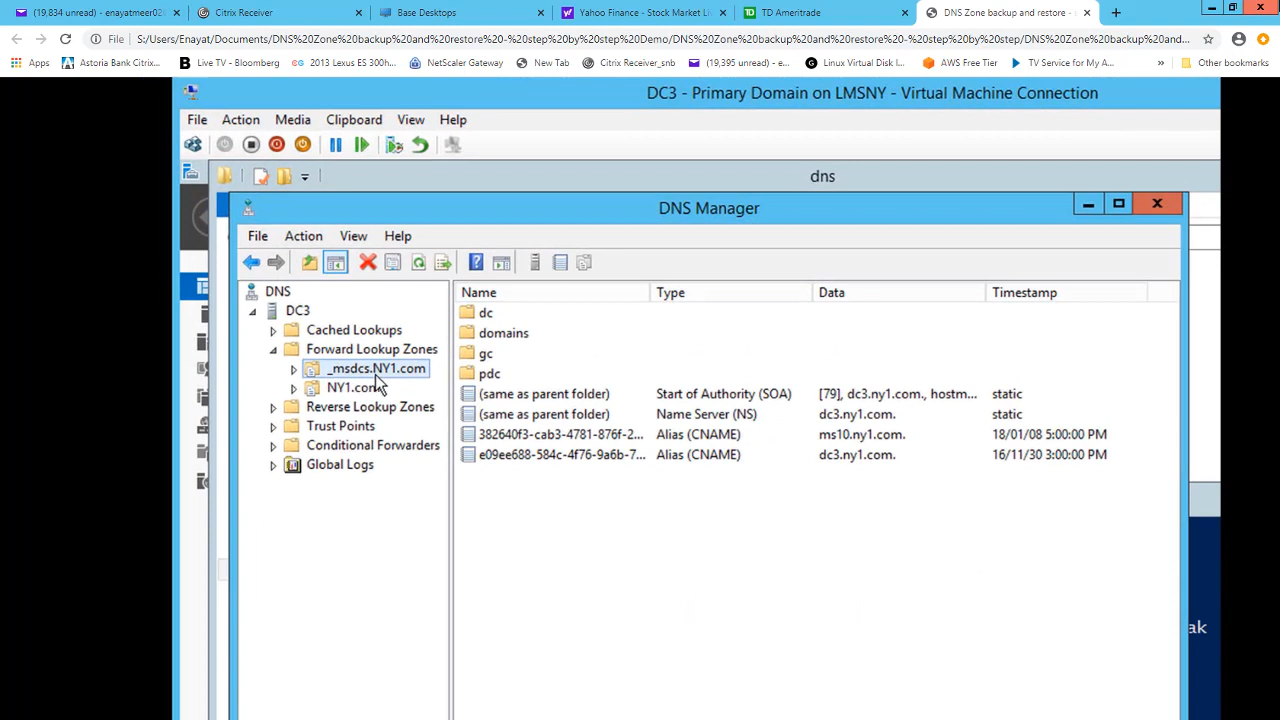 (19,834 unread) - enayatmeer02
Citrix Receiver
Base Desktops
Yahoo Finance - Stock Market Li
TD Ameritrade
DNS Zone backup and restore -
File
S:/Users/Enayat/Documents/DNS%20Zone%20backup%20and%20restore%20-%20step%20by%20step%20Demo/DNS%20Zone%20backup%20and%20restore%20-%20step%20by%20step/DNS%20Zone%20backup%20and...
Apps
Astoria Bank Citrix...
Live TV - Bloomberg
2013 Lexus ES 300h...
NetScaler Gateway
New Tab
Citrix Receiver_snb
(19,395 unread) - e...
Linux Virtual Disk I...
AWS Free Tier
TV Service for My A...
»
Other bookmarks
DC3 - Primary Domain on LMSNY - Virtual Machine Connection
File Action Media Clipboard View Help
dns
DNS Manager
File Action View Help
DNS
DC3
Cached Lookups
Forward Lookup Zones
_msdcs.NY1.com
NY1.com
Reverse Lookup Zones
Trust Points
Conditional Forwarders
Global Logs
Name Type Data Timestamp
dc
domains
gc
pdc
(same as parent folder) Start of Authority (SOA) [79], dc3.ny1.com., hostm... static
(same as parent folder) Name Server (NS) dc3.ny1.com. static
382640f3-cab3-4781-876f-2... Alias (CNAME) ms10.ny1.com. 18/01/08 5:00:00 PM
e09ee688-584c-4f76-9a6b-7... Alias (CNAME) dc3.ny1.com. 16/11/30 3:00:00 PM
ak